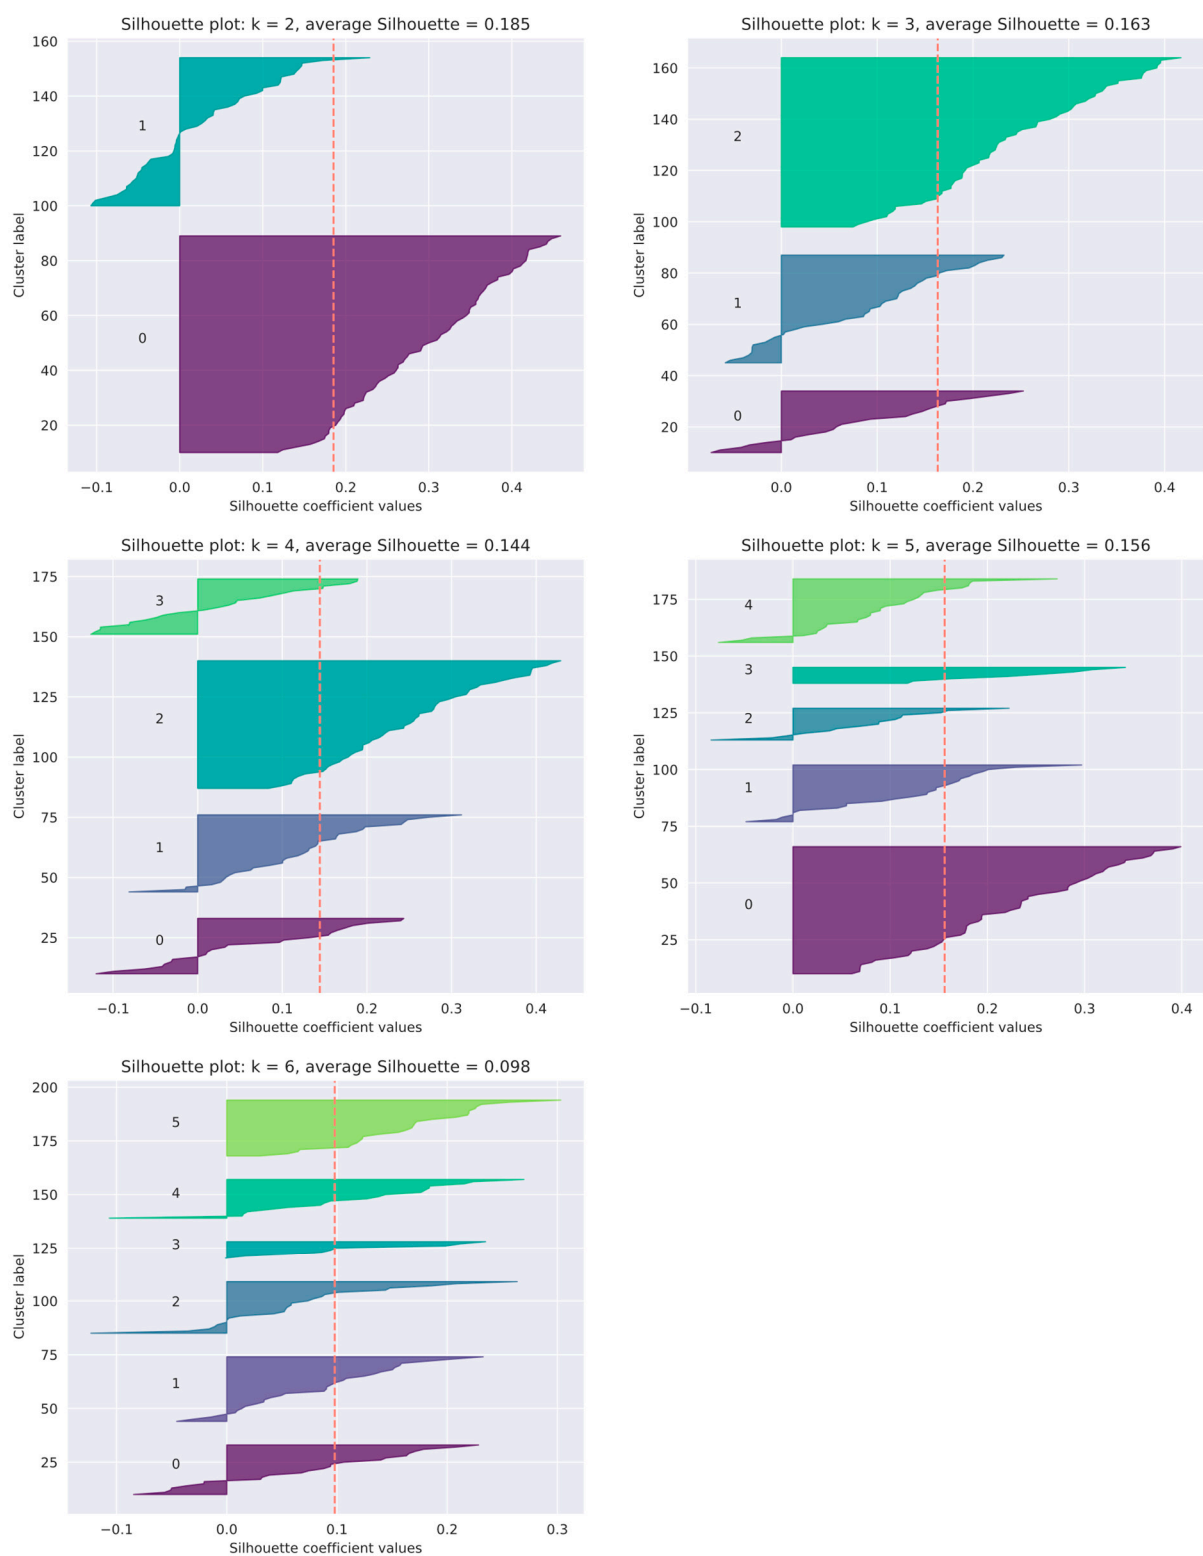 Silhouette plot: k = 2, average Silhouette = 0.185
160
140
120
100
80
60
40
20
Cluster label
1
0
−0.1 0.0 0.1 0.2 0.3 0.4
Silhouette coefficient values
Silhouette plot: k = 3, average Silhouette = 0.163
160
140
120
100
80
60
40
20
Cluster label
2
1
0
0.0 0.1 0.2 0.3 0.4
Silhouette coefficient values
Silhouette plot: k = 4, average Silhouette = 0.144
175
150
125
100
75
50
25
Cluster label
3
2
1
0
−0.1 0.0 0.1 0.2 0.3 0.4
Silhouette coefficient values
Silhouette plot: k = 5, average Silhouette = 0.156
175
150
125
100
75
50
25
Cluster label
4
3
2
1
0
−0.1 0.0 0.1 0.2 0.3 0.4
Silhouette coefficient values
Silhouette plot: k = 6, average Silhouette = 0.098
200
175
150
125
100
75
50
25
Cluster label
5
4
3
2
1
0
−0.1 0.0 0.1 0.2 0.3
Silhouette coefficient values